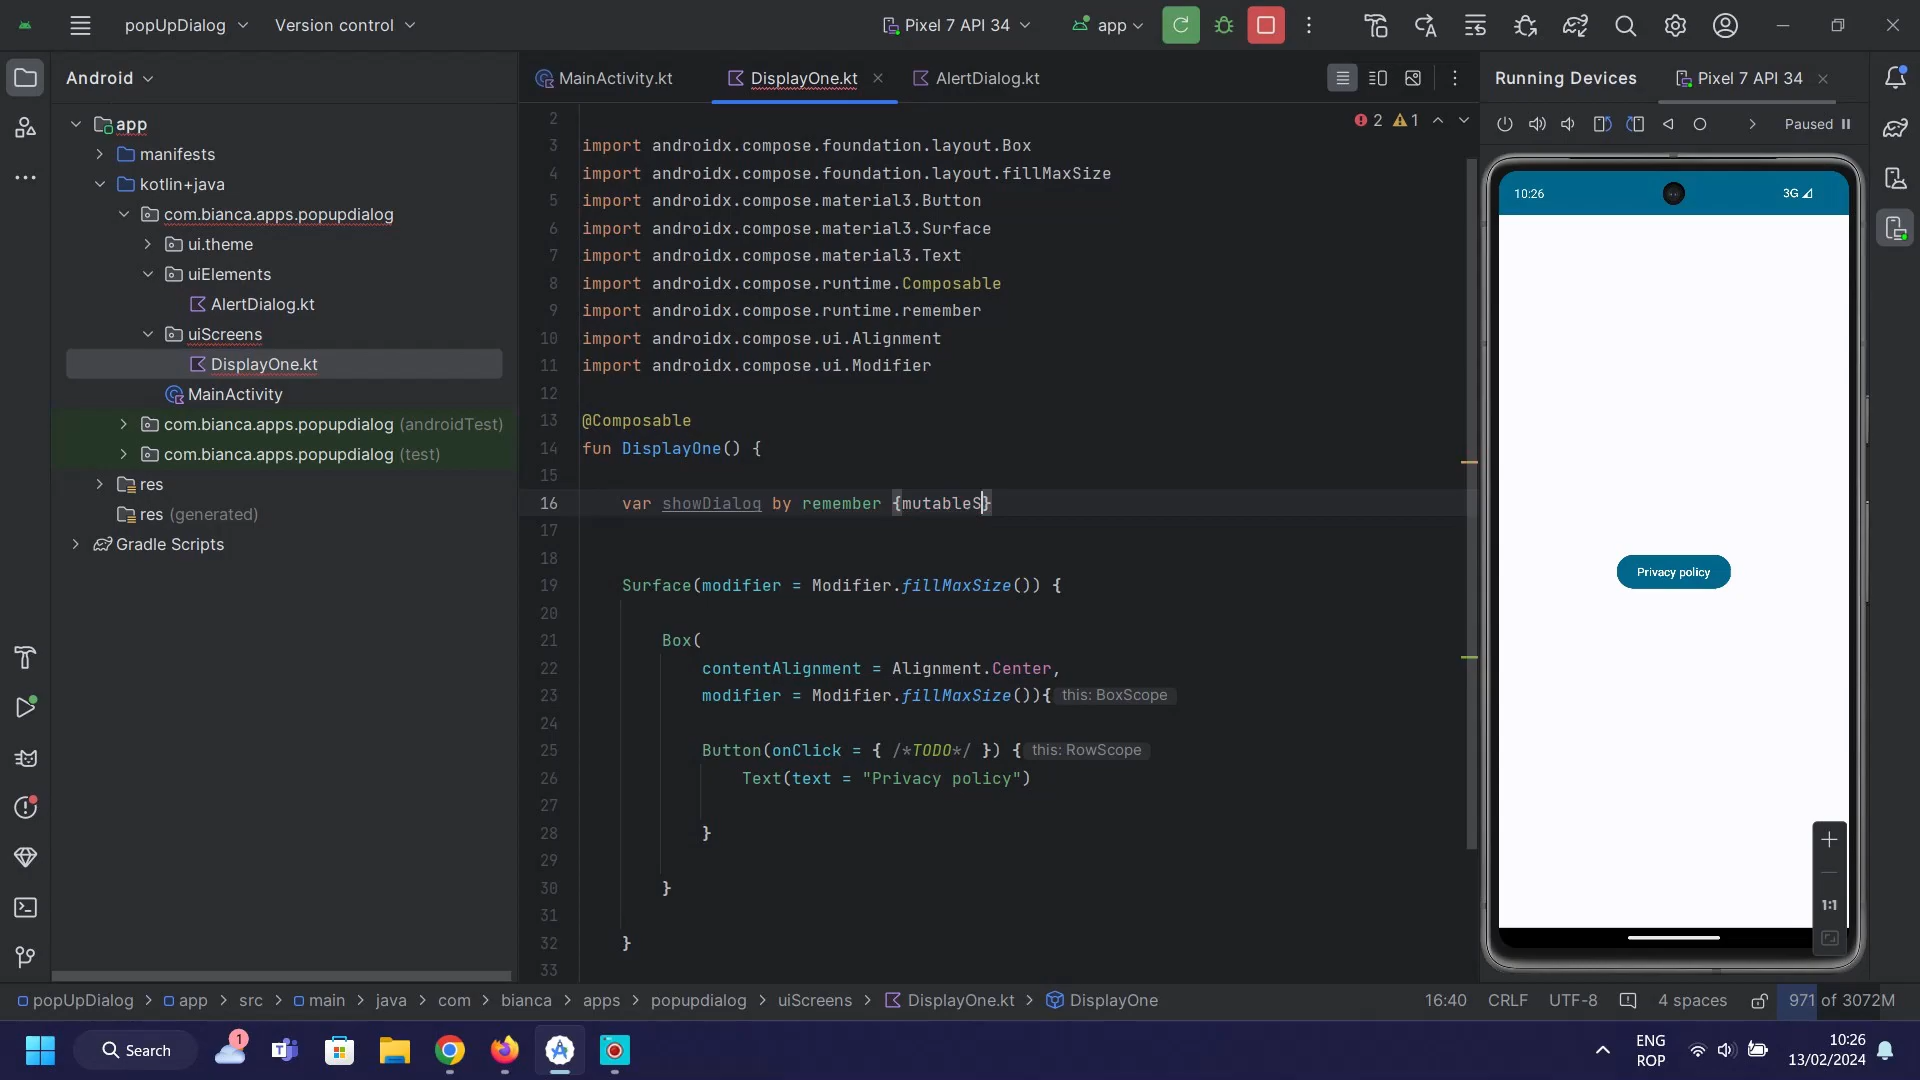 popUpDialog
Version control
Pixel 7 API 34
app
Android
MainActivity.kt
DisplayOne.kt
AlertDialog.kt
Running Devices
Pixel 7 API 34
Paused
app
manifests
kotlin+java
com.bianca.apps.popupdialog
ui.theme
uiElements
AlertDialog.kt
uiScreens
DisplayOne.kt
MainActivity
com.bianca.apps.popupdialog (androidTest)
com.bianca.apps.popupdialog (test)
res
res (generated)
Gradle Scripts
2 1
2
3 import androidx.compose.foundation.layout.Box
4 import androidx.compose.foundation.layout.fillMaxSize
5 import androidx.compose.material3.Button
6 import androidx.compose.material3.Surface
7 import androidx.compose.material3.Text
8 import androidx.compose.runtime.Composable
9 import androidx.compose.runtime.remember
10 import androidx.compose.ui.Alignment
11 import androidx.compose.ui.Modifier
12
13 @Composable
14 fun DisplayOne() {
15
16 var showDialog by remember {mutableS}
17
18
19 Surface(modifier = Modifier.fillMaxSize()) {
20
21 Box(
22 contentAlignment = Alignment.Center,
23 modifier = Modifier.fillMaxSize()){ this: BoxScope
24
25 Button(onClick = { /*TODO*/ }) { this: RowScope
26 Text(text = "Privacy policy")
27
28 }
29
30 }
31
32 }
33
10:26
3G
Privacy policy
1:1
popUpDialog > app > src > main > java > com > bianca > apps > popupdialog > uiScreens > DisplayOne.kt > DisplayOne
16:40 CRLF UTF-8 4 spaces 971 of 3072M
Search
1
ENG
ROP
10:26
13/02/2024